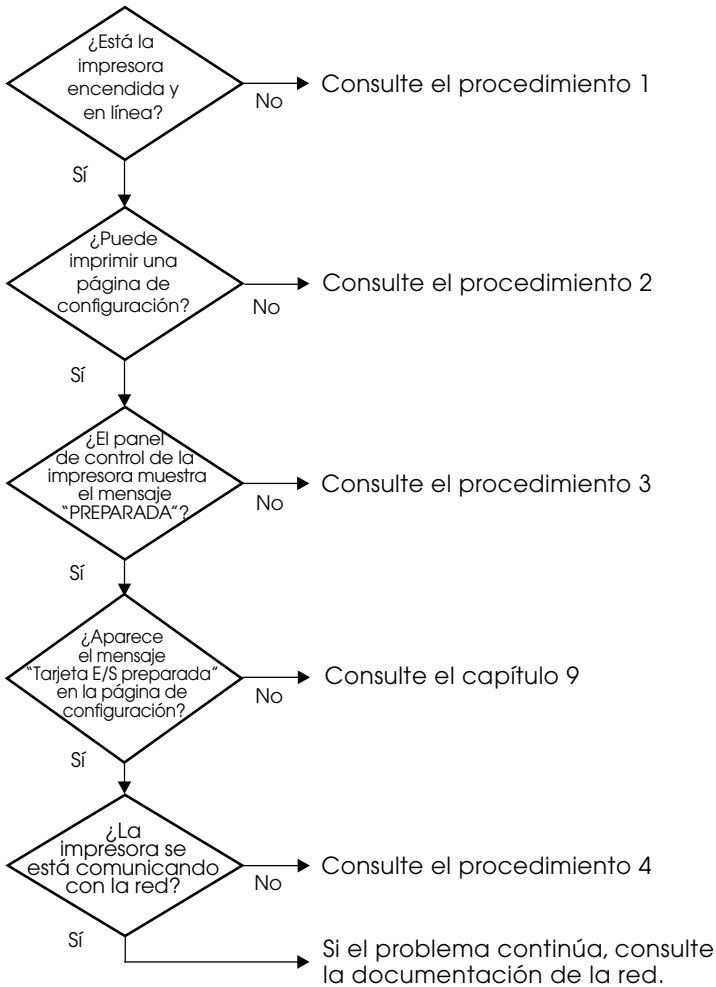 ¿Está la
impresora
encendida y
en línea?
No
Consulte el procedimiento 1
Sí
¿Puede
imprimir una
página de
configuración?
No
Consulte el procedimiento 2
Sí
¿El panel
de control de la
impresora muestra
el mensaje
"PREPARADA"?
No
Consulte el procedimiento 3
Sí
¿Aparece
el mensaje
"Tarjeta E/S preparada"
en la página de
configuración?
No
Consulte el capítulo 9
Sí
¿La
impresora se
está comunicando
con la red?
No
Consulte el procedimiento 4
Sí
Si el problema continúa, consulte
la documentación de la red.